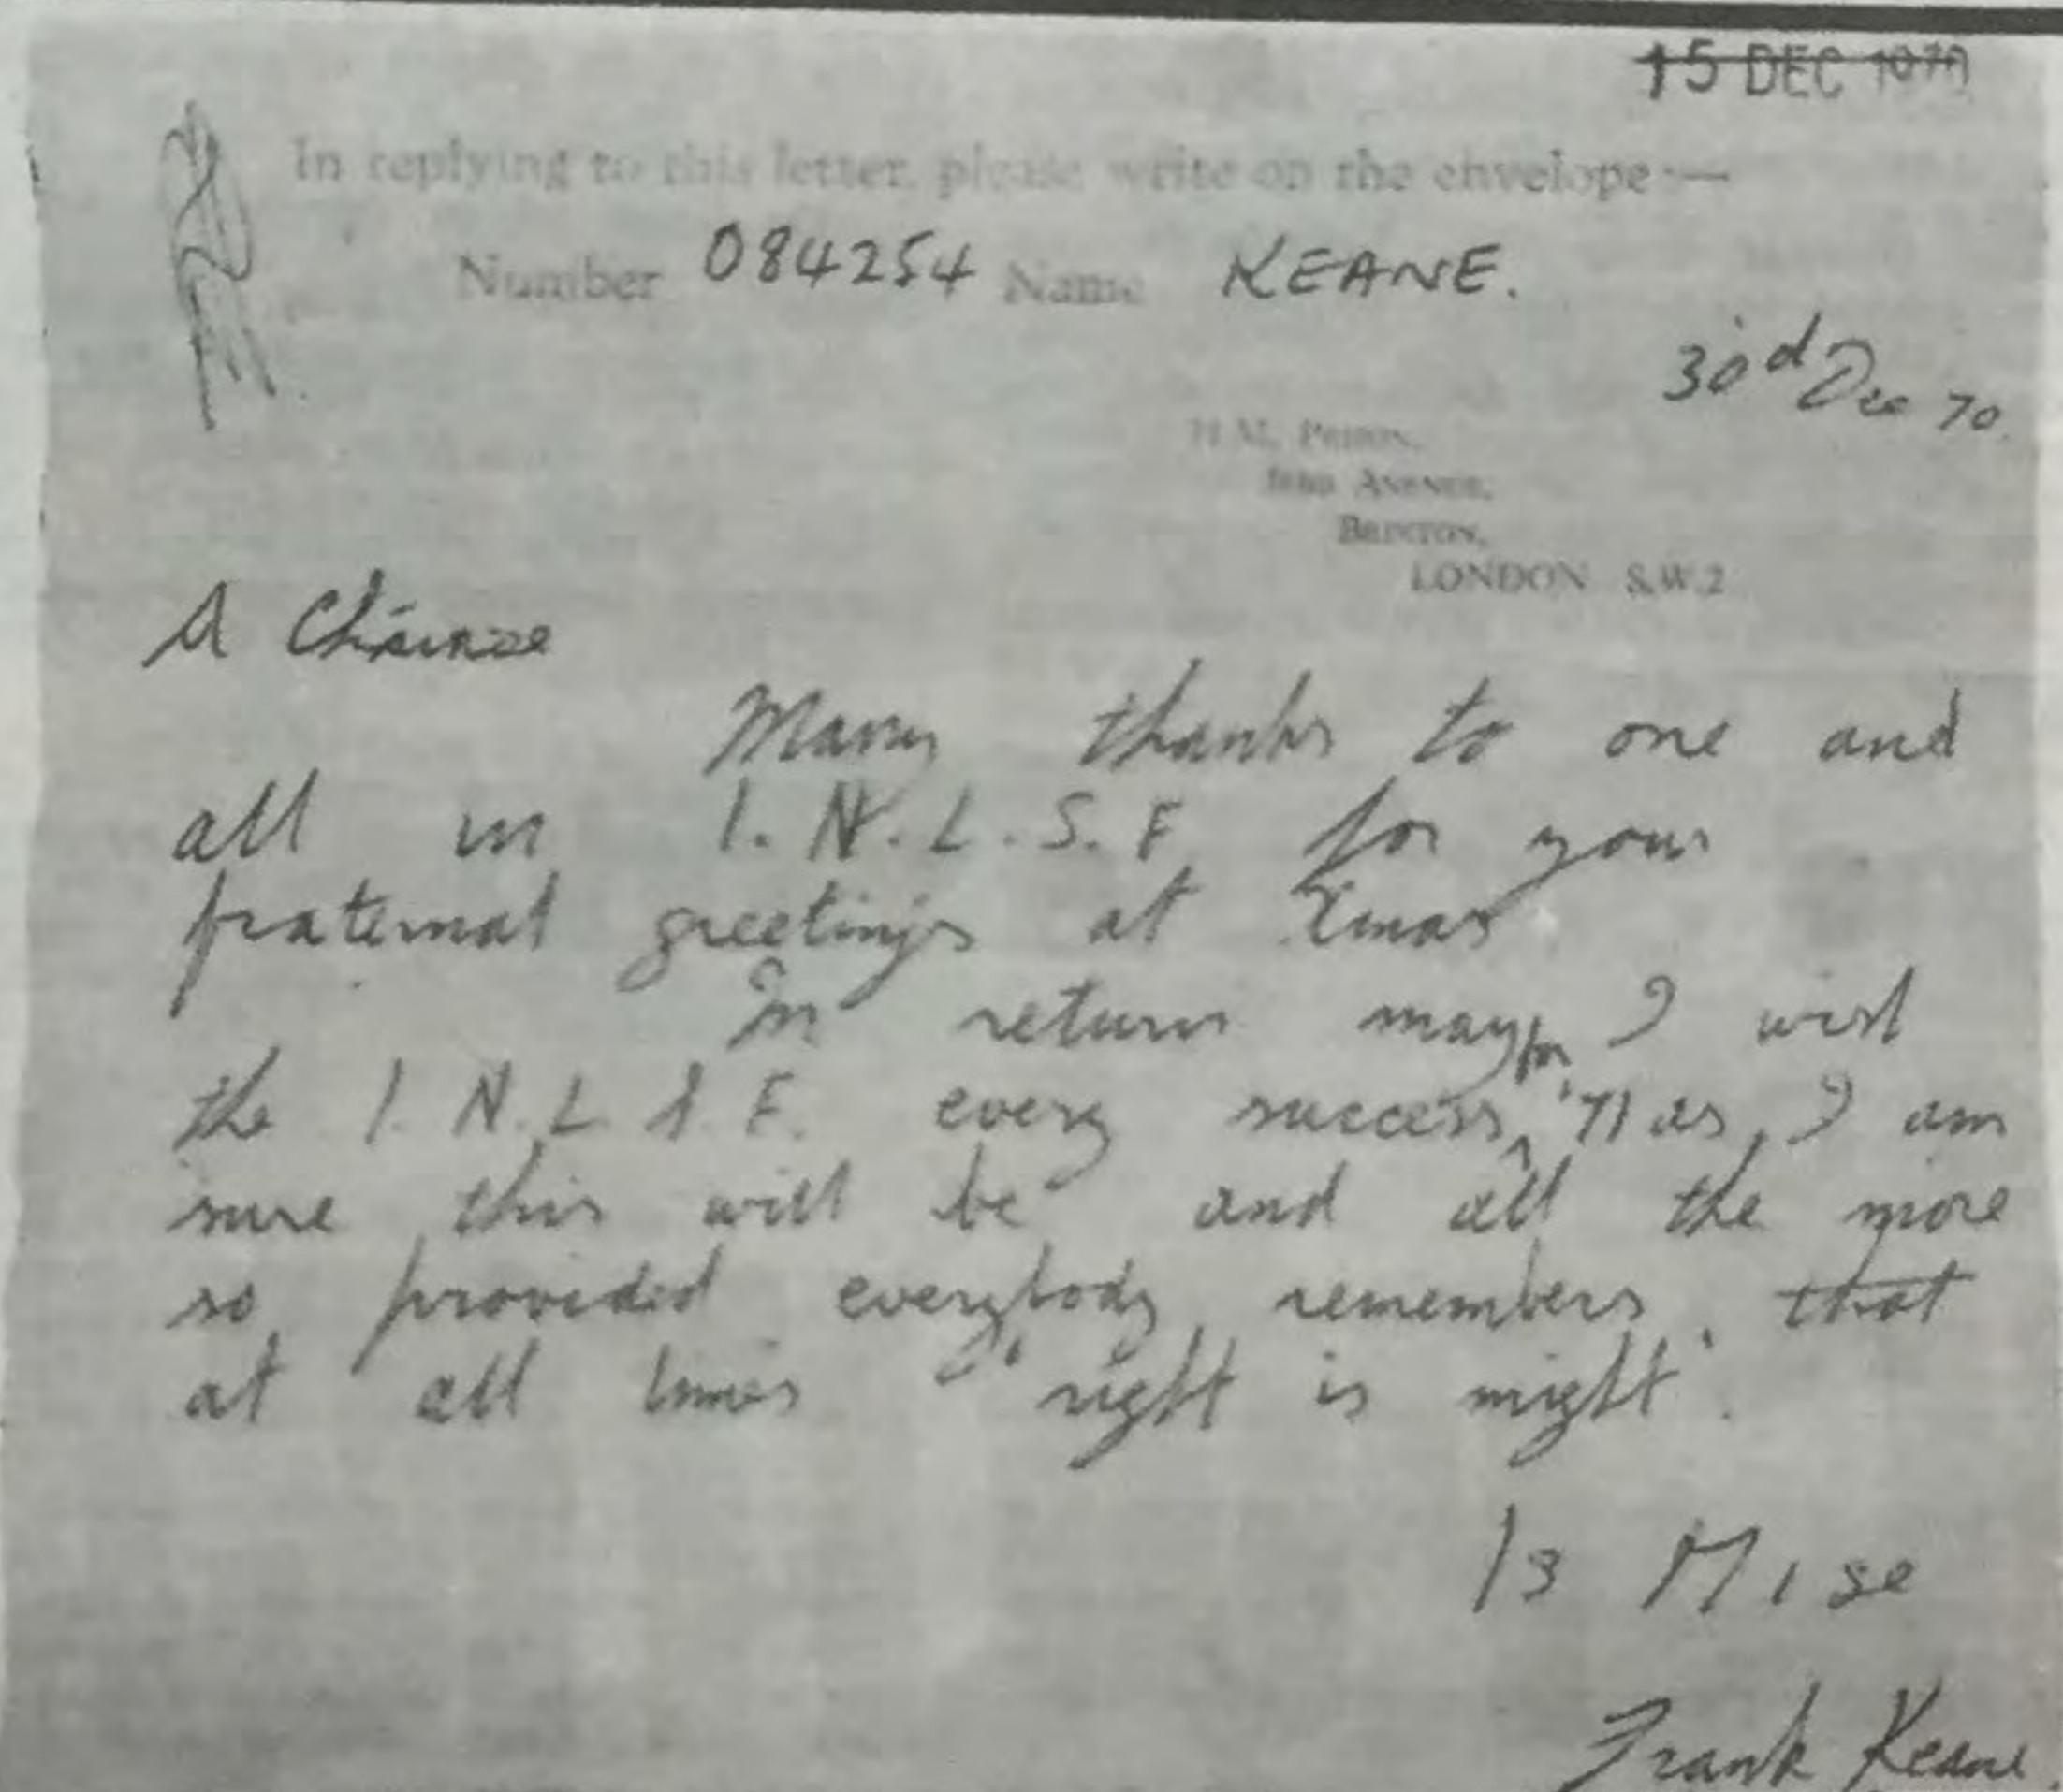 15 DEC 1970
In replying to this letter, please write on the envelope:—
Number 084254 Name KEANE.
30d Dec 70.
H.M. Prison,
Jebb Avenue,
Brixton,
LONDON S.W.2
A Cháirde
Many thanks to one and
all in I.N.L.S.F for your
fraternal greetings at Xmas
In return may I wish
the I.N.L.S.F. every success for '71 as, I am
sure this will be and all the more
so provided everybody remembers, that
at all times "right is might".
Is Mise
Frank Keane